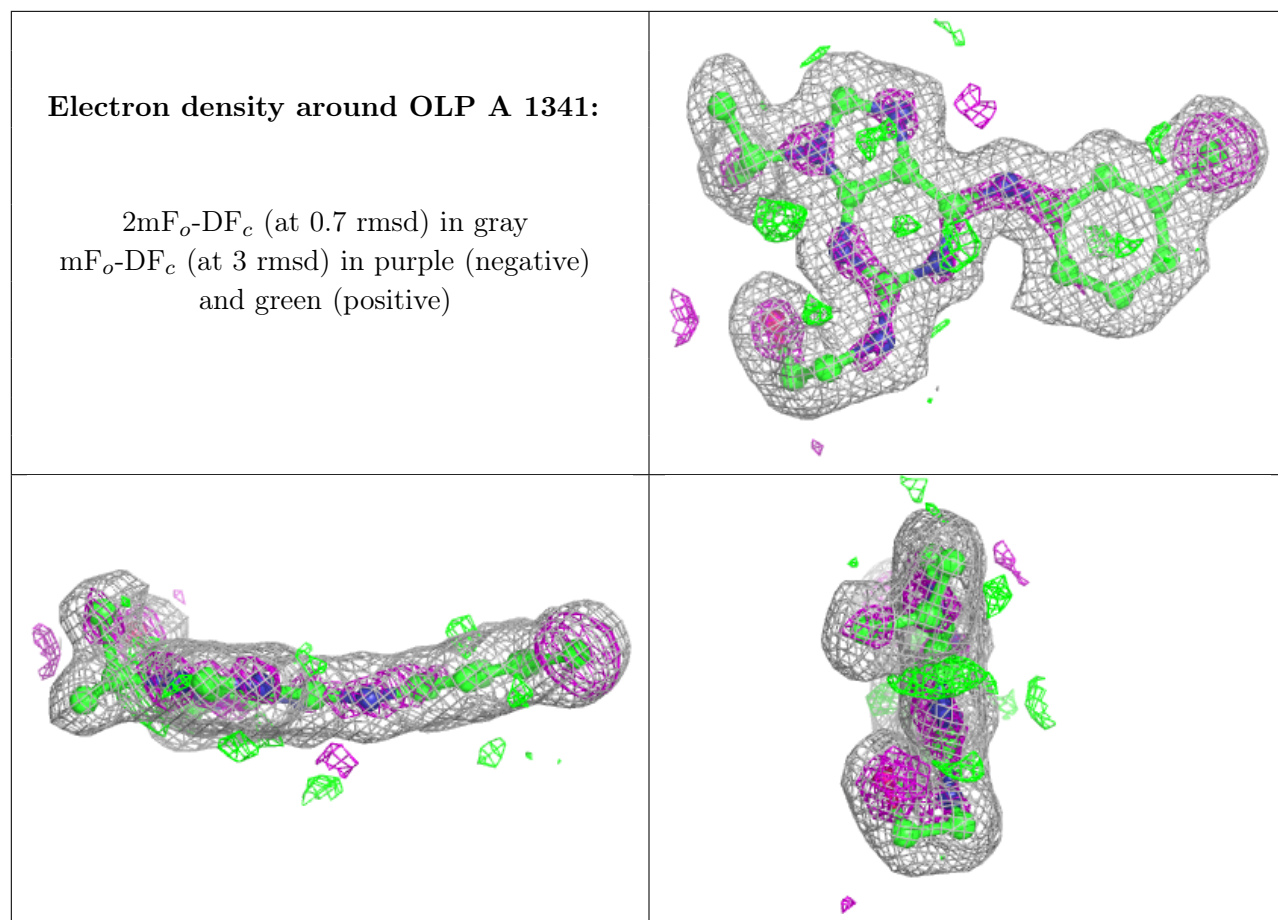 Electron density around OLP A 1341:
2mFₒ-DF𝒸 (at 0.7 rmsd) in gray
mFₒ-DF𝒸 (at 3 rmsd) in purple (negative)
and green (positive)